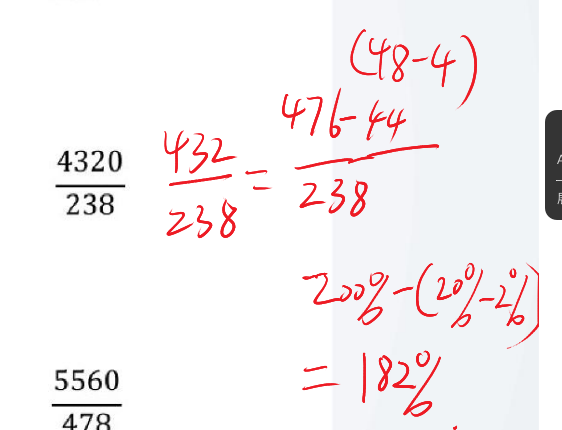 (48-4)
4320/238 432/238 = 476-44/238
200%-(20%-2%)
= 182%
5560/478